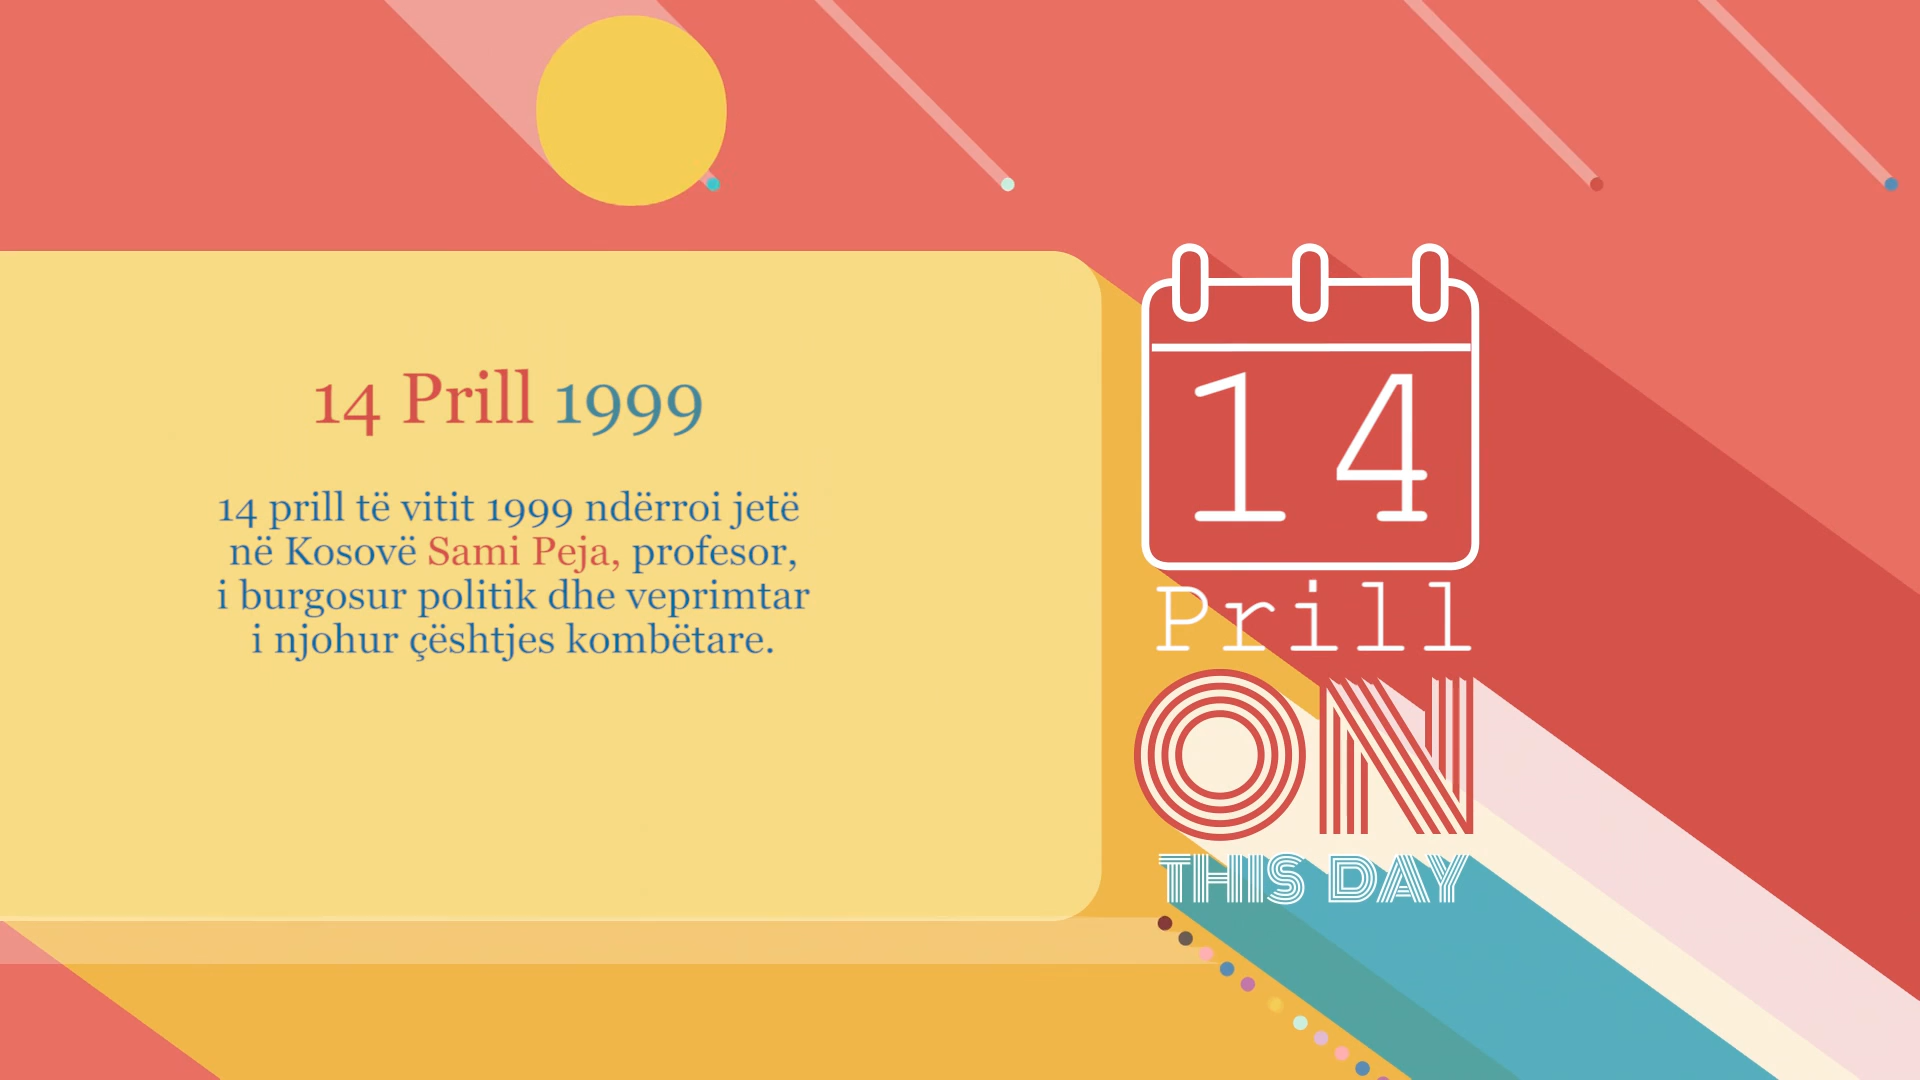 14 Prill 1999
14 prill të vitit 1999 ndërroi jetë
në Kosovë Sami Peja, profesor,
i burgosur politik dhe veprimtar
i njohur çështjes kombëtare.
14
Prill
ON
THIS DAY